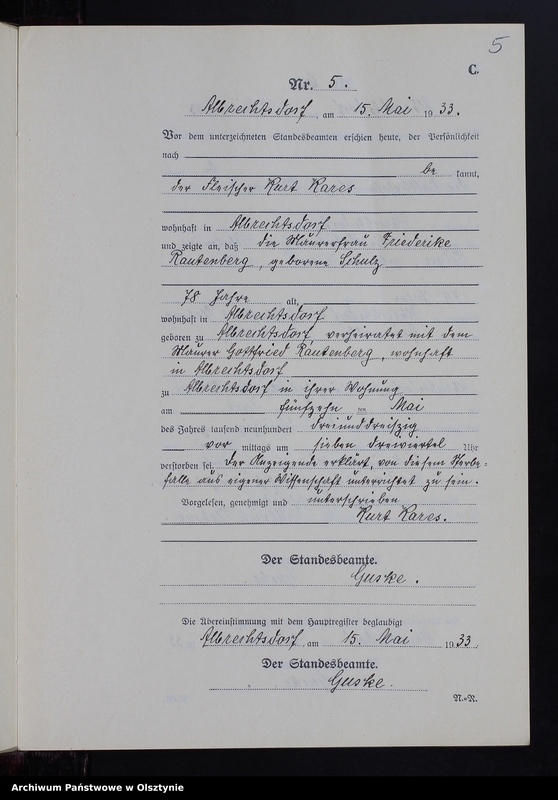 5
C.
Nr. 5.
Albrechtsdorf, am 15. Mai 1933.
Vor dem unterzeichneten Standesbeamten erschien heute, der Persönlichkeit
nach
be kannt,
der Fleischer Kurt Kares
wohnhaft in Albrechtsdorf
und zeigte an, daß die Maurerfrau Friederike
Rautenberg, geborene Schulz
78 Jahre alt,
wohnhaft in Albrechtsdorf
geboren zu Albrechtsdorf, verheiratet mit dem
Maurer Gottfried Rautenberg, wohnhaft
in Albrechtsdorf
zu Albrechtsdorf in ihrer Wohnung
am fünfzehn ten Mai
des Jahres tausend neunhundert dreiunddreiszig
vor mittags um sieben dreiviertel Uhr
verstorben sei. Der Anzeigende erklärt, von diesem Sterbe-
falle aus eigener Wissenschaft unterrichtet zu sein.
Vorgelesen, genehmigt und unterschrieben
Kurt Kares.
Der Standesbeamte.
Guske.
Die Übereinstimmung mit dem Hauptregister beglaubigt
Albrechtsdorf, am 15. Mai 1933.
Der Standesbeamte.
Guske.
N.=N.
Archiwum Państwowe w Olsztynie